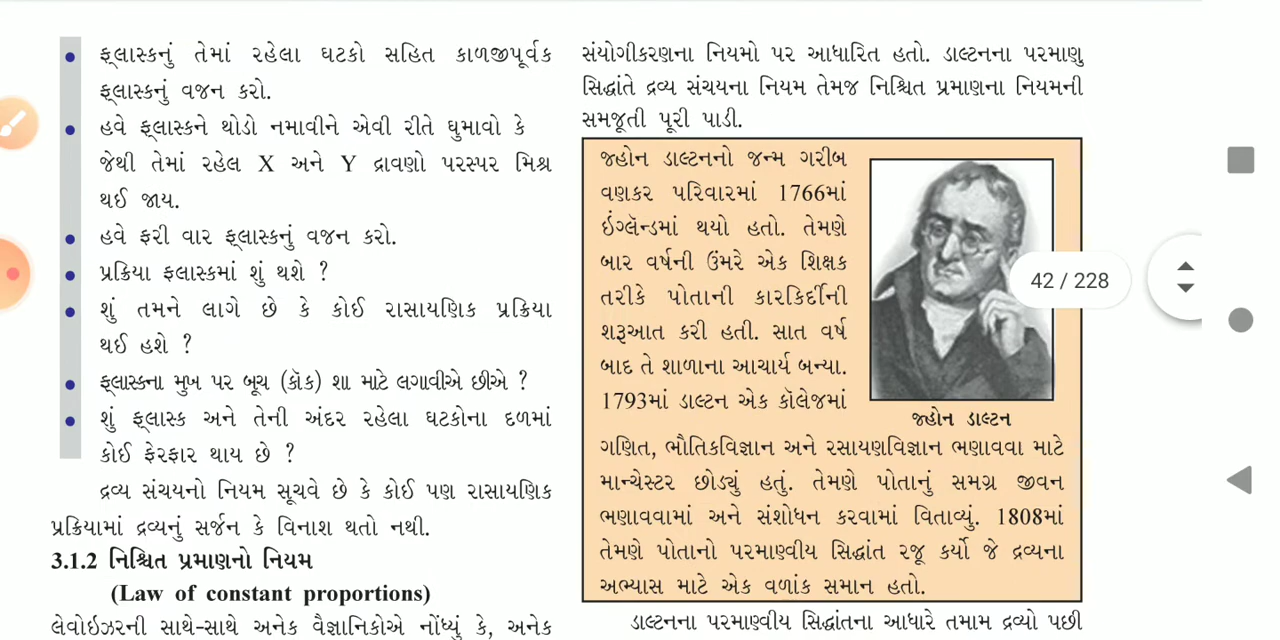 ફ્લાસ્કનું તેમાં રહેલા ઘટકો સહિત કાળજીપૂર્વક
ફ્લાસ્કનું વજન કરો.
હવે ફ્લાસ્કને થોડો નમાવીને એવી રીતે ઘુમાવો કે
જેથી તેમાં રહેલ X અને Y દ્રાવણો પરસ્પર મિશ્ર
થઈ જાય.
હવે ફરી વાર ફ્લાસ્કનું વજન કરો.
પ્રક્રિયા ફલાસ્કમાં શું થશે ?
શું તમને લાગે છે કે કોઈ રાસાયણિક પ્રક્રિયા
થઈ હશે ?
ફ્લાસ્કના મુખ પર બૂચ (કૉક) શા માટે લગાવીએ છીએ ?
શું ફ્લાસ્ક અને તેની અંદર રહેલા ઘટકોના દળમાં
કોઈ ફેરફાર થાય છે ?
દ્રવ્ય સંચયનો નિયમ સૂચવે છે કે કોઈ પણ રાસાયણિક
પ્રક્રિયામાં દ્રવ્યનું સર્જન કે વિનાશ થતો નથી.
3.1.2 નિશ્ચિત પ્રમાણનો નિયમ
(Law of constant proportions)
લેવોઇઝરની સાથે-સાથે અનેક વૈજ્ઞાનિકોએ નોંધ્યું કે, અનેક
સંયોગીકરણના નિયમો પર આધારિત હતો. ડાલ્ટનના પરમાણુ
સિદ્ધાંતે દ્રવ્ય સંચયના નિયમ તેમજ નિશ્ચિત પ્રમાણના નિયમની
સમજૂતી પૂરી પાડી.
જ્હોન ડાલ્ટનનો જન્મ ગરીબ
વણકર પરિવારમાં 1766માં
ઇંગ્લૅન્ડમાં થયો હતો. તેમણે
બાર વર્ષની ઉંમરે એક શિક્ષક
તરીકે પોતાની કારકિર્દીની
શરૂઆત કરી હતી. સાત વર્ષ
બાદ તે શાળાના આચાર્ય બન્યા.
1793માં ડાલ્ટન એક કૉલેજમાં
ગણિત, ભૌતિકવિજ્ઞાન અને રસાયણવિજ્ઞાન ભણાવવા માટે
માન્ચેસ્ટર છોડ્યું હતું. તેમણે પોતાનું સમગ્ર જીવન
ભણાવવામાં અને સંશોધન કરવામાં વિતાવ્યું. 1808માં
તેમણે પોતાનો પરમાણ્વીય સિદ્ધાંત રજૂ કર્યો જે દ્રવ્યના
અભ્યાસ માટે એક વળાંક સમાન હતો.
જ્હોન ડાલ્ટન
ડાલ્ટનના પરમાણ્વીય સિદ્ધાંતના આધારે તમામ દ્રવ્યો પછી
42 / 228